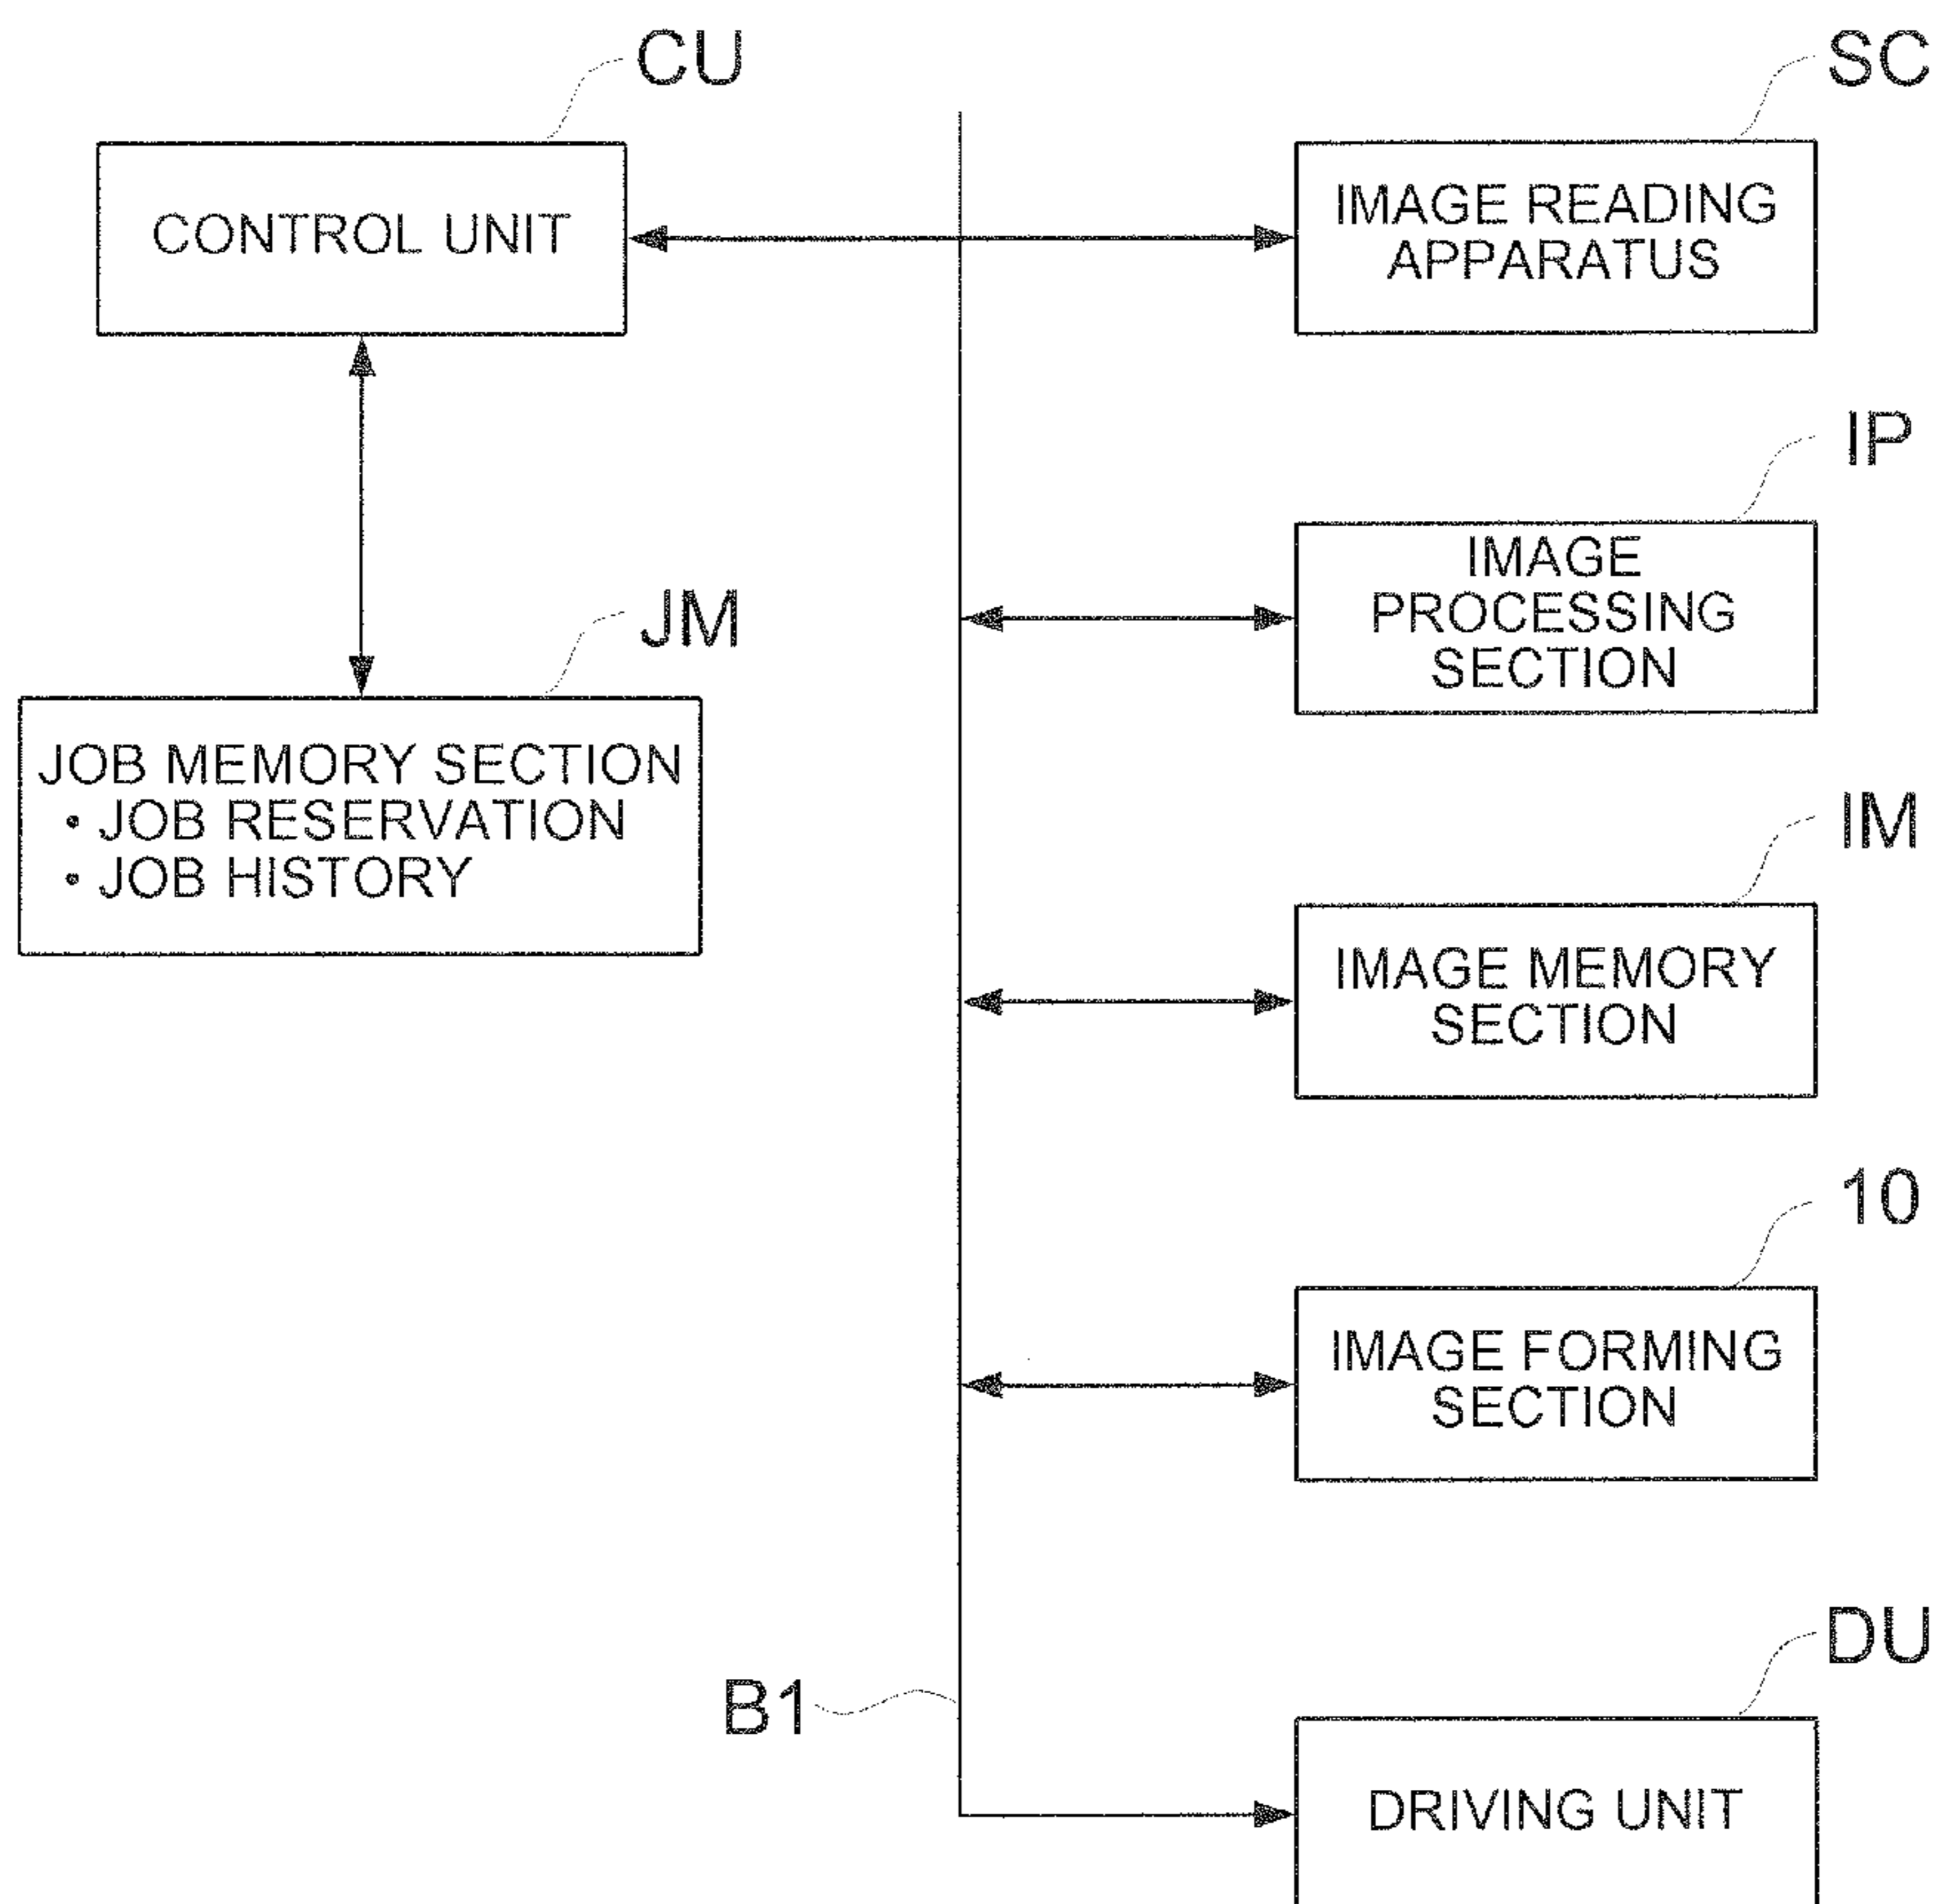 CU
CONTROL UNIT
JM
JOB MEMORY SECTION
• JOB RESERVATION
• JOB HISTORY
SC
IMAGE READING
APPARATUS
IP
IMAGE
PROCESSING
SECTION
IM
IMAGE MEMORY
SECTION
10
IMAGE FORMING
SECTION
B1
DU
DRIVING UNIT